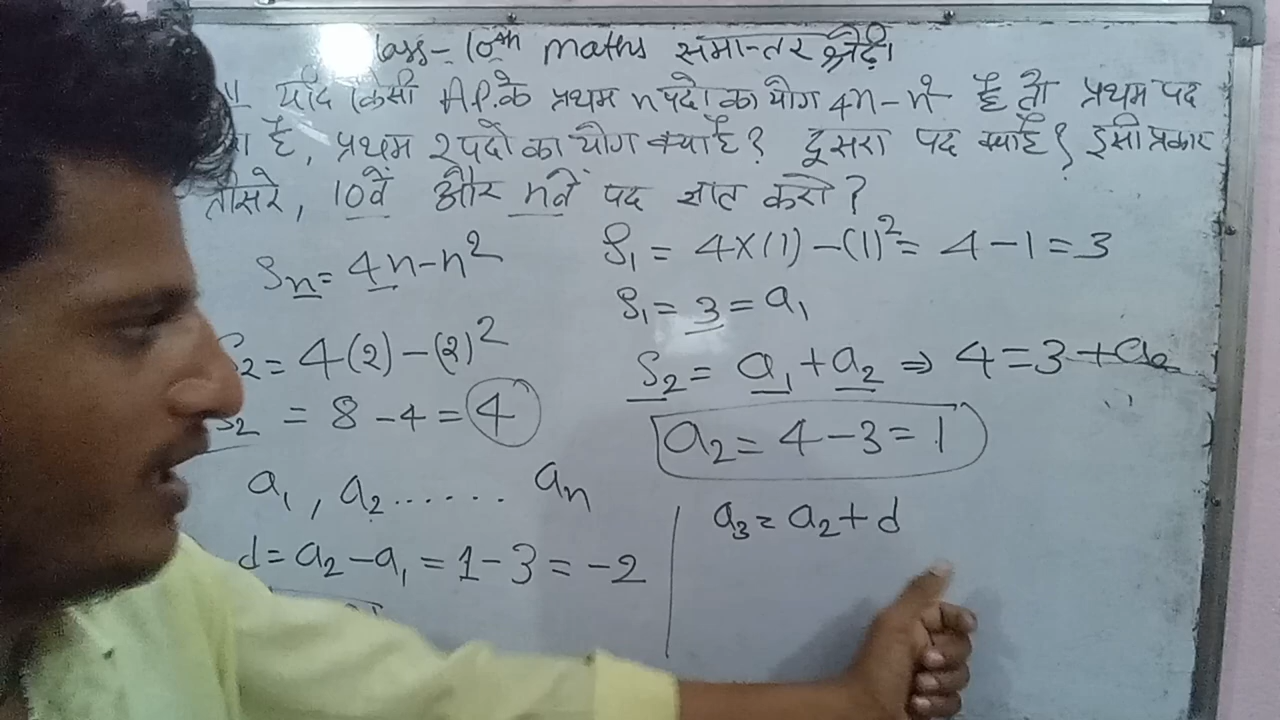 lass - 10th maths समान्तर श्रेढ़ी
यदि किसी A.P. के प्रथम n पदों का योग 4n-n² है तो प्रथम पद
है, प्रथम 2 पदों का योग क्या है? दूसरा पद क्या है? इसी प्रकार
तीसरे, 10वें और nवें पद ज्ञात करो?
Sn = 4n-n²
S₁ = 4×(1) - (1)² = 4 - 1 = 3
S₁ = 3 = a₁
S₂ = 4(2) - (2)²
S₂ = a₁ + a₂ ⇒ 4 = 3 + a₂
S₂ = 8 - 4 = 4
a₂ = 4 - 3 = 1
a₁, a₂ ...... an
a₃ = a₂ + d
d = a₂ - a₁ = 1 - 3 = -2